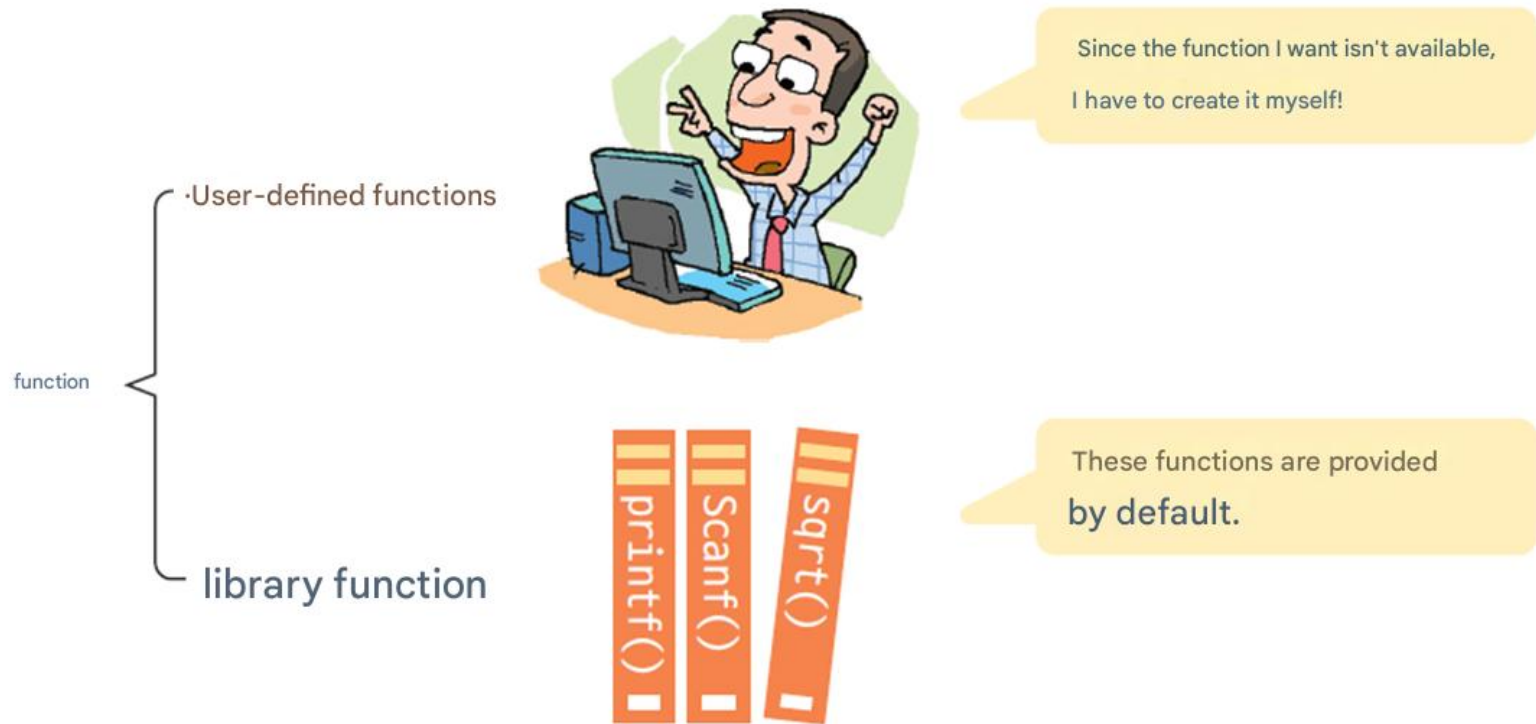 Since the function I want isn't available,
I have to create it myself!
·User-defined functions
function
These functions are provided
by default.
library function
printf()
Scanf()
sqrt()